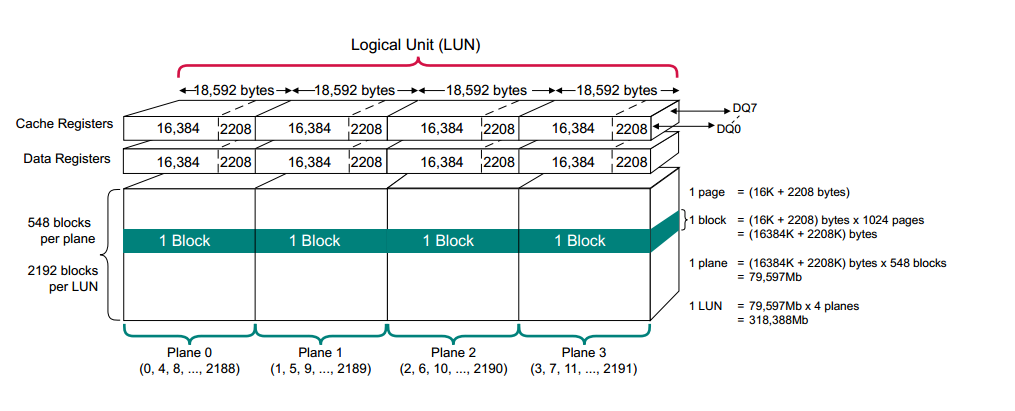 Logical Unit (LUN)
18,592 bytes 18,592 bytes 18,592 bytes 18,592 bytes
DQ7
Cache Registers 16,384 2208 16,384 2208 16,384 2208 16,384 2208 DQ0
Data Registers 16,384 2208 16,384 2208 16,384 2208 16,384 2208
1 page = (16K + 2208 bytes)
548 blocks
per plane
2192 blocks
per LUN
1 Block 1 Block 1 Block 1 Block
1 block = (16K + 2208) bytes x 1024 pages
= (16384K + 2208K) bytes
1 plane = (16384K + 2208K) bytes x 548 blocks
= 79,597Mb
1 LUN = 79,597Mb x 4 planes
= 318,388Mb
Plane 0 Plane 1 Plane 2 Plane 3
(0, 4, 8, ..., 2188) (1, 5, 9, ..., 2189) (2, 6, 10, ..., 2190) (3, 7, 11, ..., 2191)